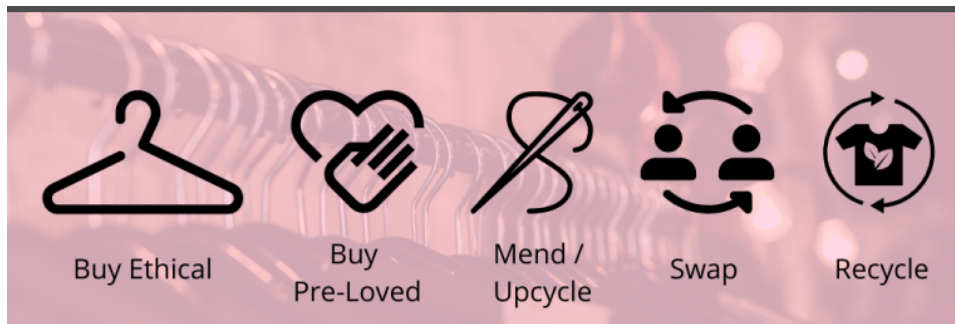 Buy Ethical
Buy
Pre-Loved
Mend /
Upcycle
Swap
Recycle